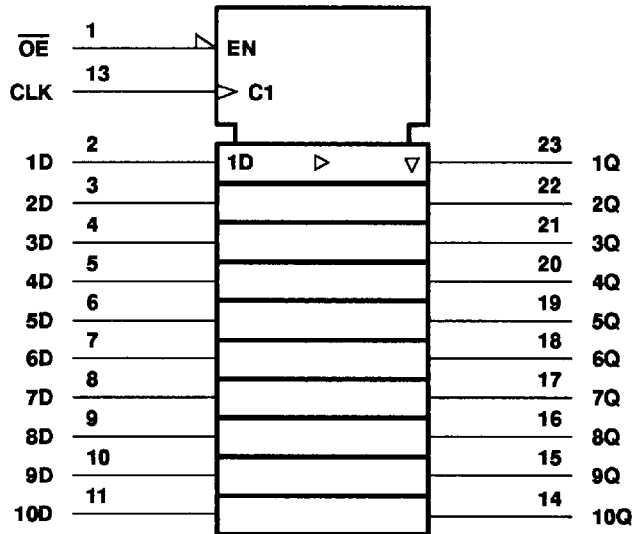 OE 1 EN
CLK 13 C1
1D 2 1D 23 1Q
2D 3 22 2Q
3D 4 21 3Q
4D 5 20 4Q
5D 6 19 5Q
6D 7 18 6Q
7D 8 17 7Q
8D 9 16 8Q
9D 10 15 9Q
10D 11 14 10Q